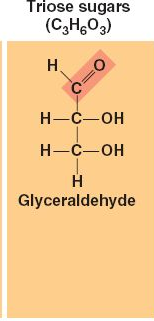 Triose sugars
(C₃H₆O₃)
H O
C
H—C—OH
H—C—OH
H
Glyceraldehyde